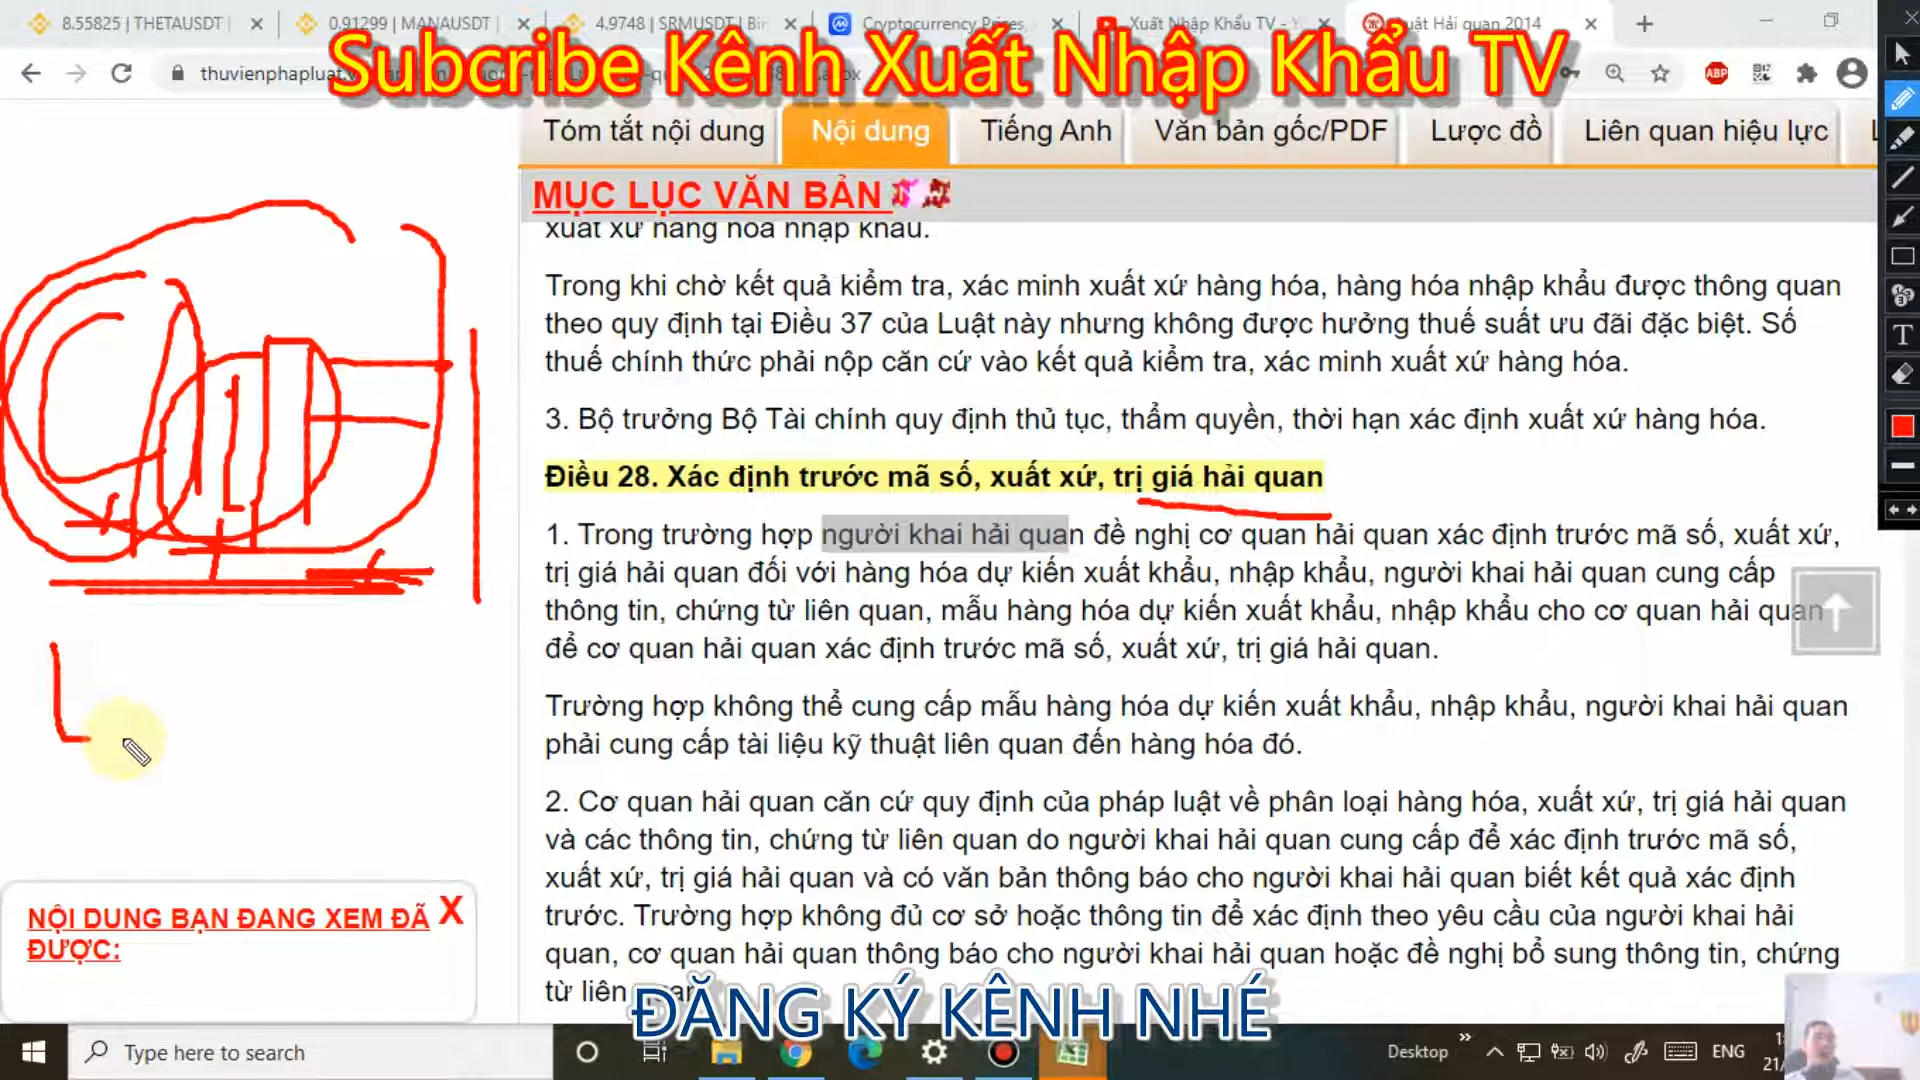 8.55825 | THETAUSDT
0.91299 | MANAUSDT
4.9748 | SRMUSDT | Bin
Cryptocurrency Prices,
Xuất Nhập Khẩu TV - Y
Luật Hải quan 2014
Subcribe Kênh Xuất Nhập Khẩu TV
thuvienphapluat.v
ABP
Tóm tắt nội dung
Nội dung
Tiếng Anh
Văn bản gốc/PDF
Lược đồ
Liên quan hiệu lực
MỤC LỤC VĂN BẢN
xuất xứ hàng hóa nhập khẩu.
Trong khi chờ kết quả kiểm tra, xác minh xuất xứ hàng hóa, hàng hóa nhập khẩu được thông quan
theo quy định tại Điều 37 của Luật này nhưng không được hưởng thuế suất ưu đãi đặc biệt. Số
thuế chính thức phải nộp căn cứ vào kết quả kiểm tra, xác minh xuất xứ hàng hóa.
3. Bộ trưởng Bộ Tài chính quy định thủ tục, thẩm quyền, thời hạn xác định xuất xứ hàng hóa.
Điều 28. Xác định trước mã số, xuất xứ, trị giá hải quan
1. Trong trường hợp người khai hải quan đề nghị cơ quan hải quan xác định trước mã số, xuất xứ,
trị giá hải quan đối với hàng hóa dự kiến xuất khẩu, nhập khẩu, người khai hải quan cung cấp
thông tin, chứng từ liên quan, mẫu hàng hóa dự kiến xuất khẩu, nhập khẩu cho cơ quan hải quan
để cơ quan hải quan xác định trước mã số, xuất xứ, trị giá hải quan.
Trường hợp không thể cung cấp mẫu hàng hóa dự kiến xuất khẩu, nhập khẩu, người khai hải quan
phải cung cấp tài liệu kỹ thuật liên quan đến hàng hóa đó.
2. Cơ quan hải quan căn cứ quy định của pháp luật về phân loại hàng hóa, xuất xứ, trị giá hải quan
và các thông tin, chứng từ liên quan do người khai hải quan cung cấp để xác định trước mã số,
xuất xứ, trị giá hải quan và có văn bản thông báo cho người khai hải quan biết kết quả xác định
trước. Trường hợp không đủ cơ sở hoặc thông tin để xác định theo yêu cầu của người khai hải
quan, cơ quan hải quan thông báo cho người khai hải quan hoặc đề nghị bổ sung thông tin, chứng
từ liên quan
NỘI DUNG BẠN ĐANG XEM ĐÃ
ĐƯỢC:
X
ĐĂNG KÝ KÊNH NHÉ
Type here to search
Desktop
ENG
21/